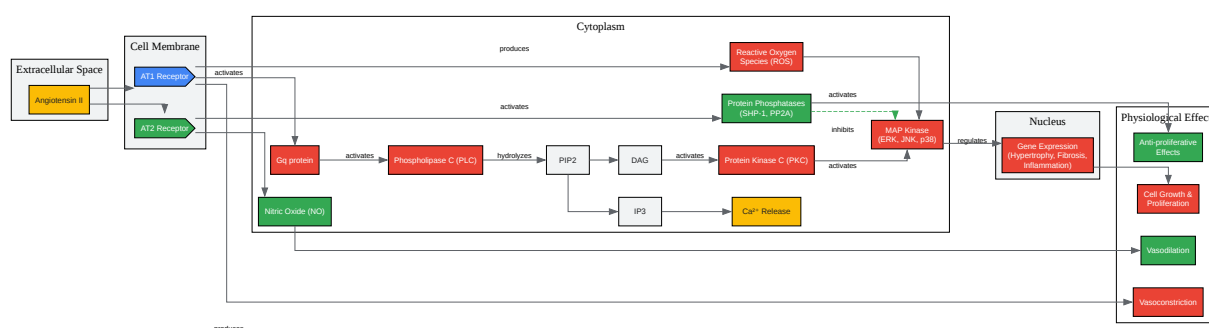 Cytoplasm
Cell Membrane
Extracellular Space
Angiotensin II
AT1 Receptor
AT2 Receptor
activates
produces
activates
Reactive Oxygen
Species (ROS)
Protein Phosphatases
(SHP-1, PP2A)
activates
inhibits
MAP Kinase
(ERK, JNK, p38)
activates
Gq protein
activates
Phospholipase C (PLC)
hydrolyzes
PIP2
DAG
activates
Protein Kinase C (PKC)
Nitric Oxide (NO)
IP3
Ca²⁺ Release
regulates
Nucleus
Gene Expression
(Hypertrophy, Fibrosis,
Inflammation)
Physiological Effec
Anti-proliferative
Effects
Cell Growth &
Proliferation
Vasodilation
Vasoconstriction